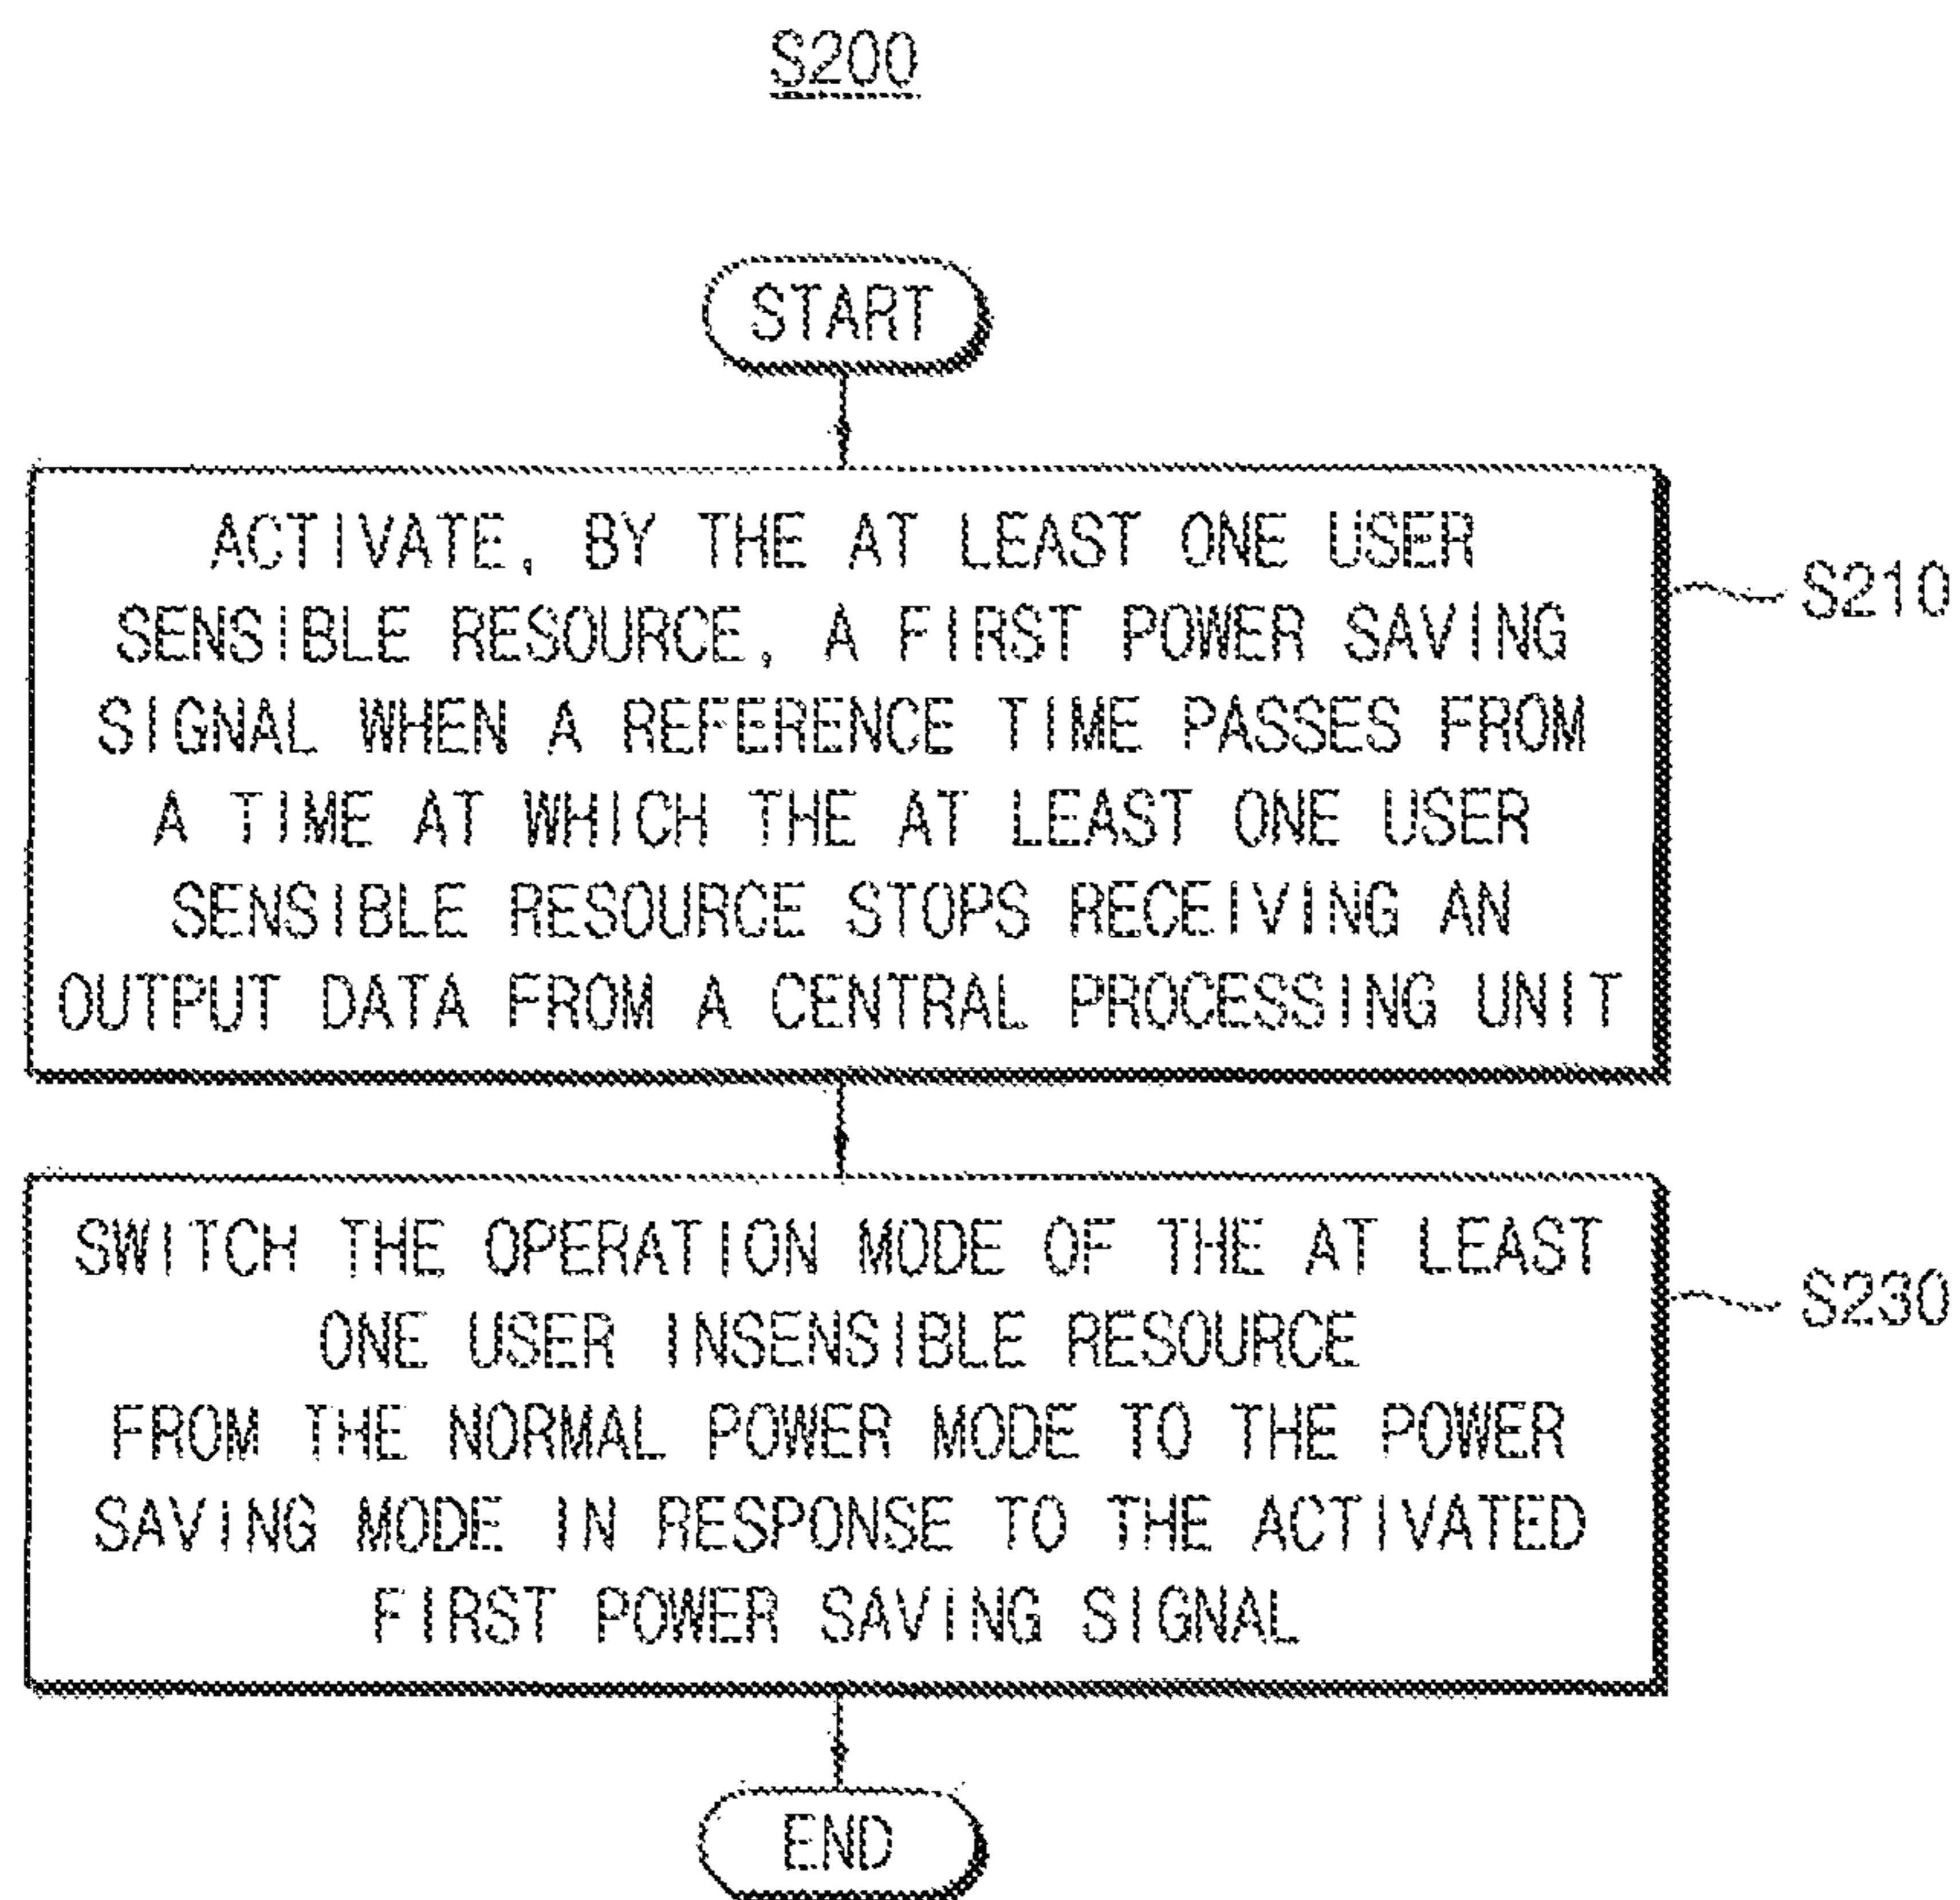 S200
START
ACTIVATE, BY THE AT LEAST ONE USER
SENSIBLE RESOURCE, A FIRST POWER SAVING
SIGNAL WHEN A REFERENCE TIME PASSES FROM
A TIME AT WHICH THE AT LEAST ONE USER
SENSIBLE RESOURCE STOPS RECEIVING AN
OUTPUT DATA FROM A CENTRAL PROCESSING UNIT
S210
SWITCH THE OPERATION MODE OF THE AT LEAST
ONE USER INSENSIBLE RESOURCE
FROM THE NORMAL POWER MODE TO THE POWER
SAVING MODE IN RESPONSE TO THE ACTIVATED
FIRST POWER SAVING SIGNAL
S230
END